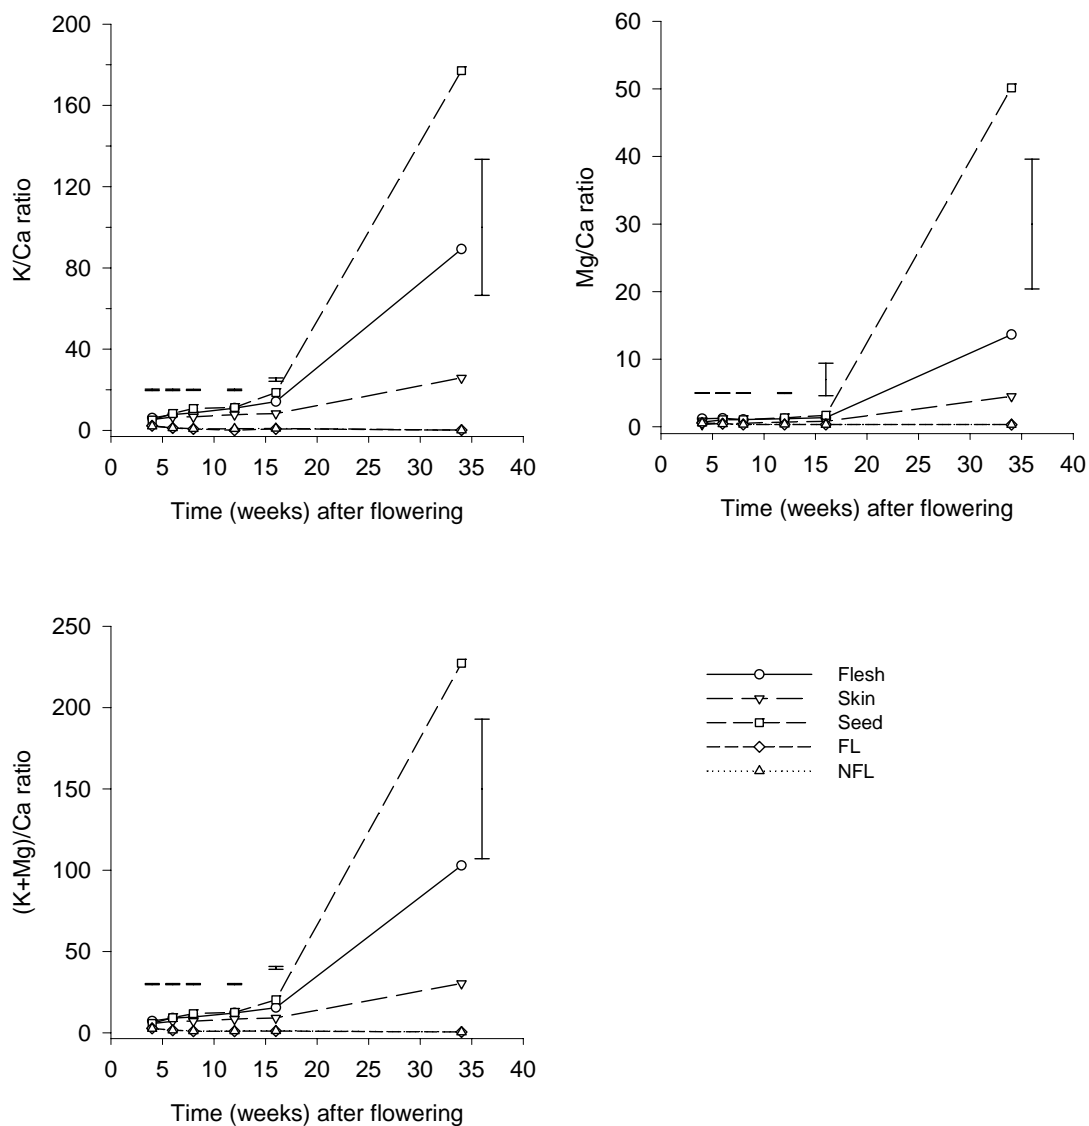 200
160
120
80
40
0
K/Ca ratio
0 5 10 15 20 25 30 35 40
Time (weeks) after flowering
60
50
40
30
20
10
0
Mg/Ca ratio
0 5 10 15 20 25 30 35 40
Time (weeks) after flowering
250
200
150
100
50
0
(K+Mg)/Ca ratio
0 5 10 15 20 25 30 35 40
Time (weeks) after flowering
Flesh
Skin
Seed
FL
NFL